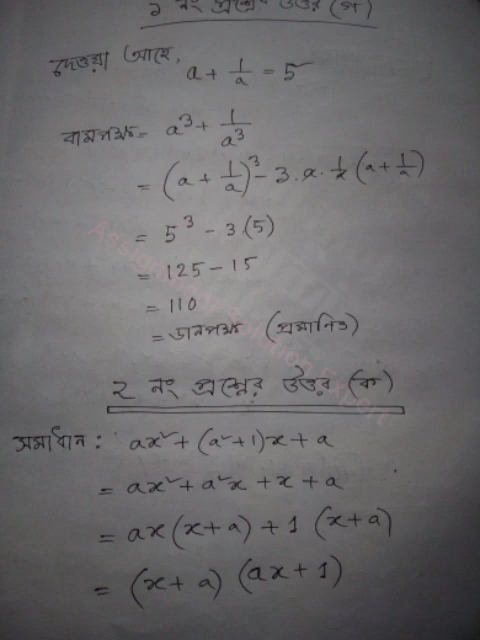 ১ নং প্রশ্নের উত্তর (গ)
দেওয়া আছে, a + 1/a = 5
বামপক্ষ = a³ + 1/a³
= (a + 1/a)³ - 3.a.1/a (a + 1/a)
= 5³ - 3.(5)
= 125 - 15
= 110
= ডানপক্ষ (প্রমানিত)
২ নং প্রশ্নের উত্তর (ক)
সমাধান : ax² + (a²+1)x + a
= ax² + a²x + x + a
= ax (x+a) + 1 (x+a)
= (x+a) (ax+1)